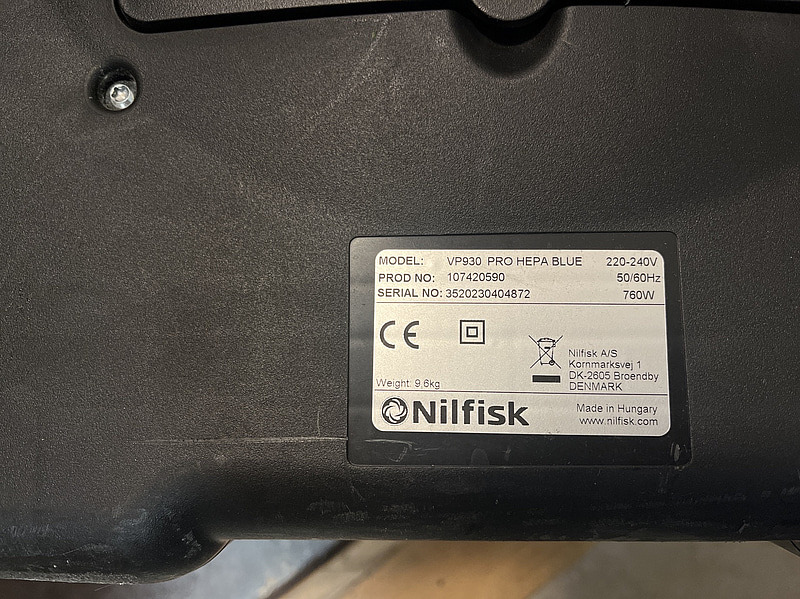 MODEL: VP930 PRO HEPA BLUE 220-240V
PROD NO: 107420590 50/60Hz
SERIAL NO: 3520230404872 760W
CE
Nilfisk A/S
Kornmarksvej 1
DK-2605 Broendby
DENMARK
Weight: 9,6kg
Nilfisk
Made in Hungary
www.nilfisk.com